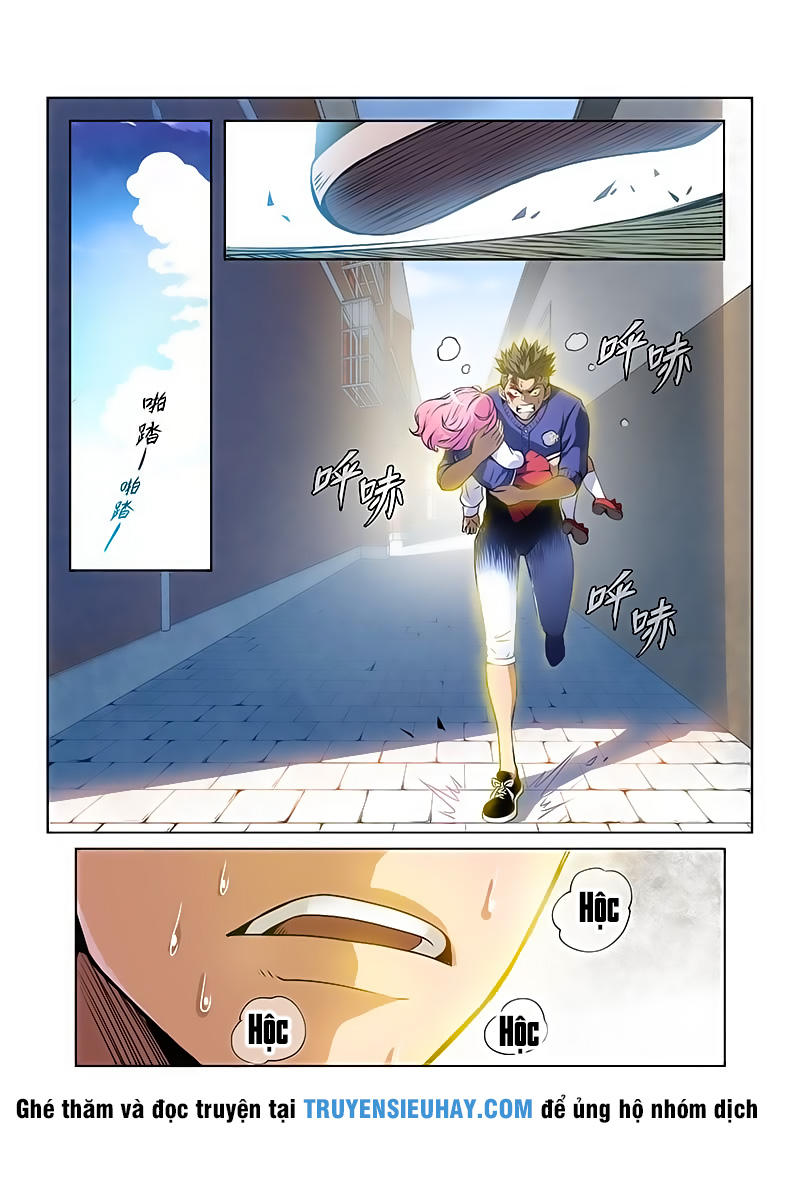 啪踏—
啪踏—
呼哧
呼哧
呼哧
Hộc
Hộc
Hộc
Ghé thăm và đọc truyện tại TRUYENSIEUHAY.COM để ủng hộ nhóm dịch